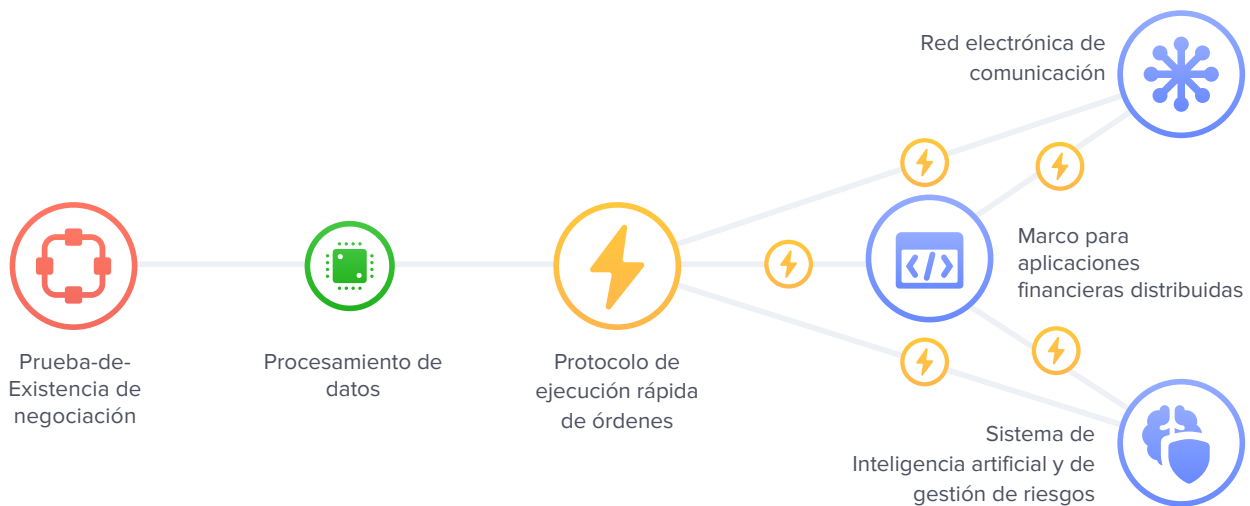 Red electrónica de
comunicación
Marco para
aplicaciones
financieras distribuidas
Prueba-de-
Existencia de
negociación
Procesamiento de
datos
Protocolo de
ejecución rápida
de órdenes
Sistema de
Inteligencia artificial y de
gestión de riesgos